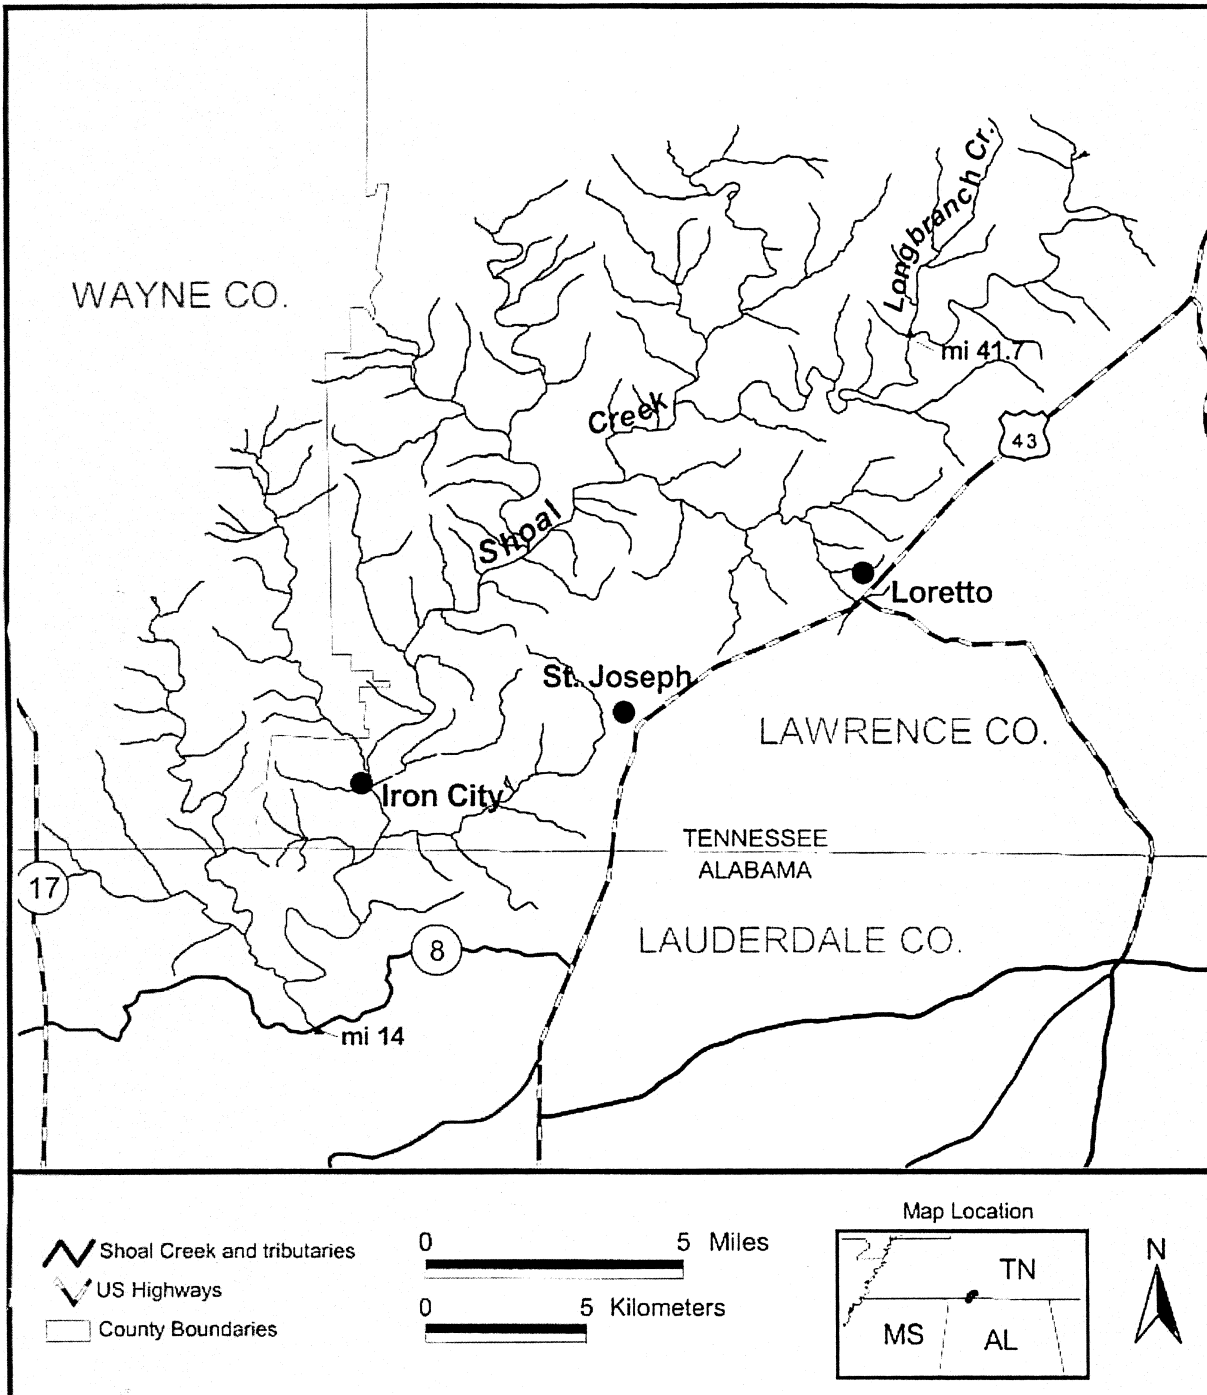 Longbranch Cr.
WAYNE CO.
mi 41.7
Creek
43
Shoal
Loretto
St. Joseph
LAWRENCE CO.
Iron City
TENNESSEE
ALABAMA
17
8
LAUDERDALE CO.
mi 14
Map Location
Shoal Creek and tributaries
US Highways
County Boundaries
0 5 Miles
0 5 Kilometers
TN
MS AL
N